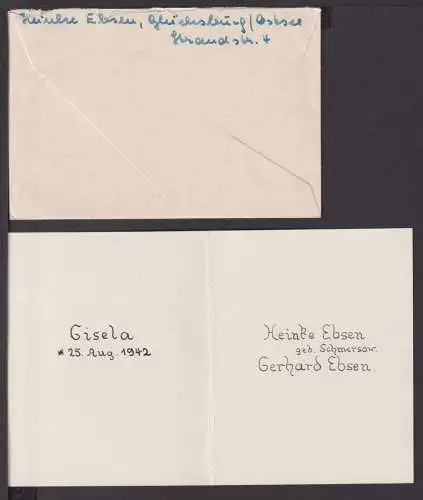 Heinke Ebsen, Glücksburg/Ostsee
Strandstr. 4
Gisela
* 25. Aug. 1942
Heinke Ebsen
geb. Schmersow.
Gerhard Ebsen.